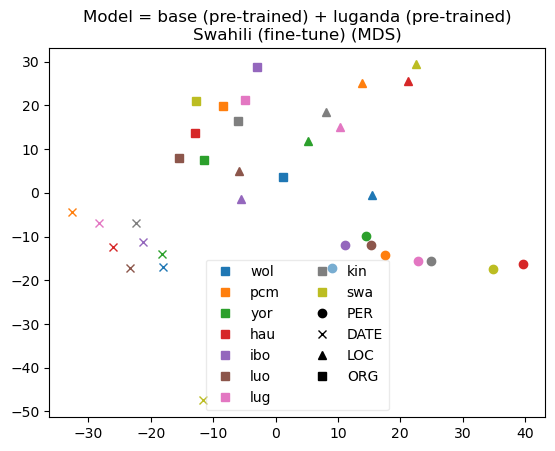 Model = base (pre-trained) + luganda (pre-trained)
Swahili (fine-tune) (MDS)
30
20
10
0
−10
−20
−30
−40
−50
wol
pcm
yor
hau
ibo
luo
lug
kin
swa
PER
DATE
LOC
ORG
−30 −20 −10 0 10 20 30 40